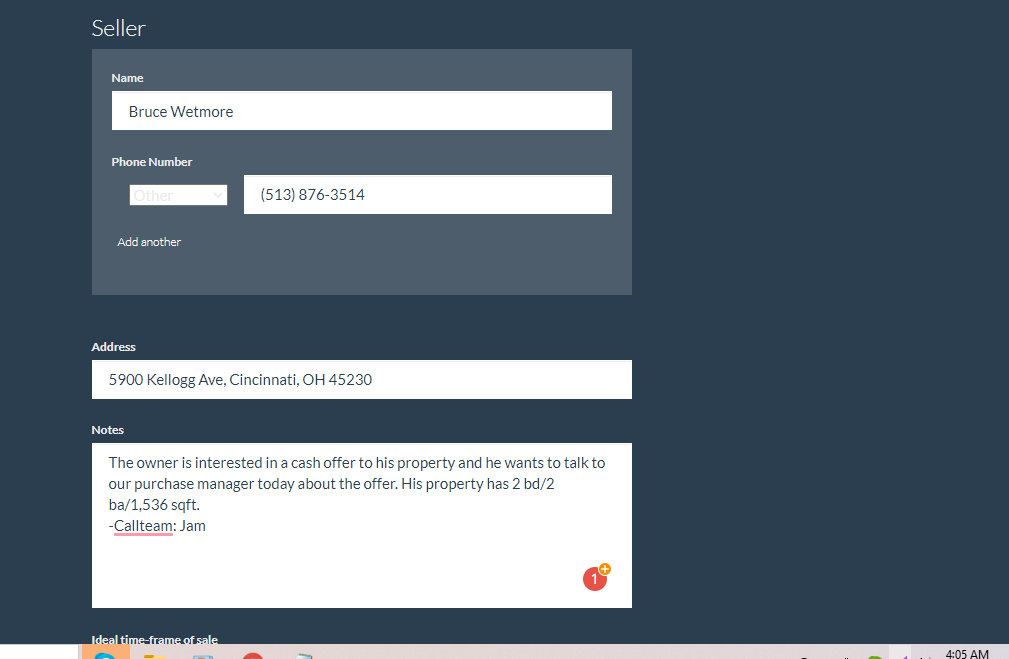 Seller
Name
Bruce Wetmore
Phone Number
Other
(513) 876-3514
Add another
Address
5900 Kellogg Ave, Cincinnati, OH 45230
Notes
The owner is interested in a cash offer to his property and he wants to talk to
our purchase manager today about the offer. His property has 2 bd/2
ba/1,536 sqft.
-Callteam: Jam
1
Ideal time-frame of sale
4:05 AM